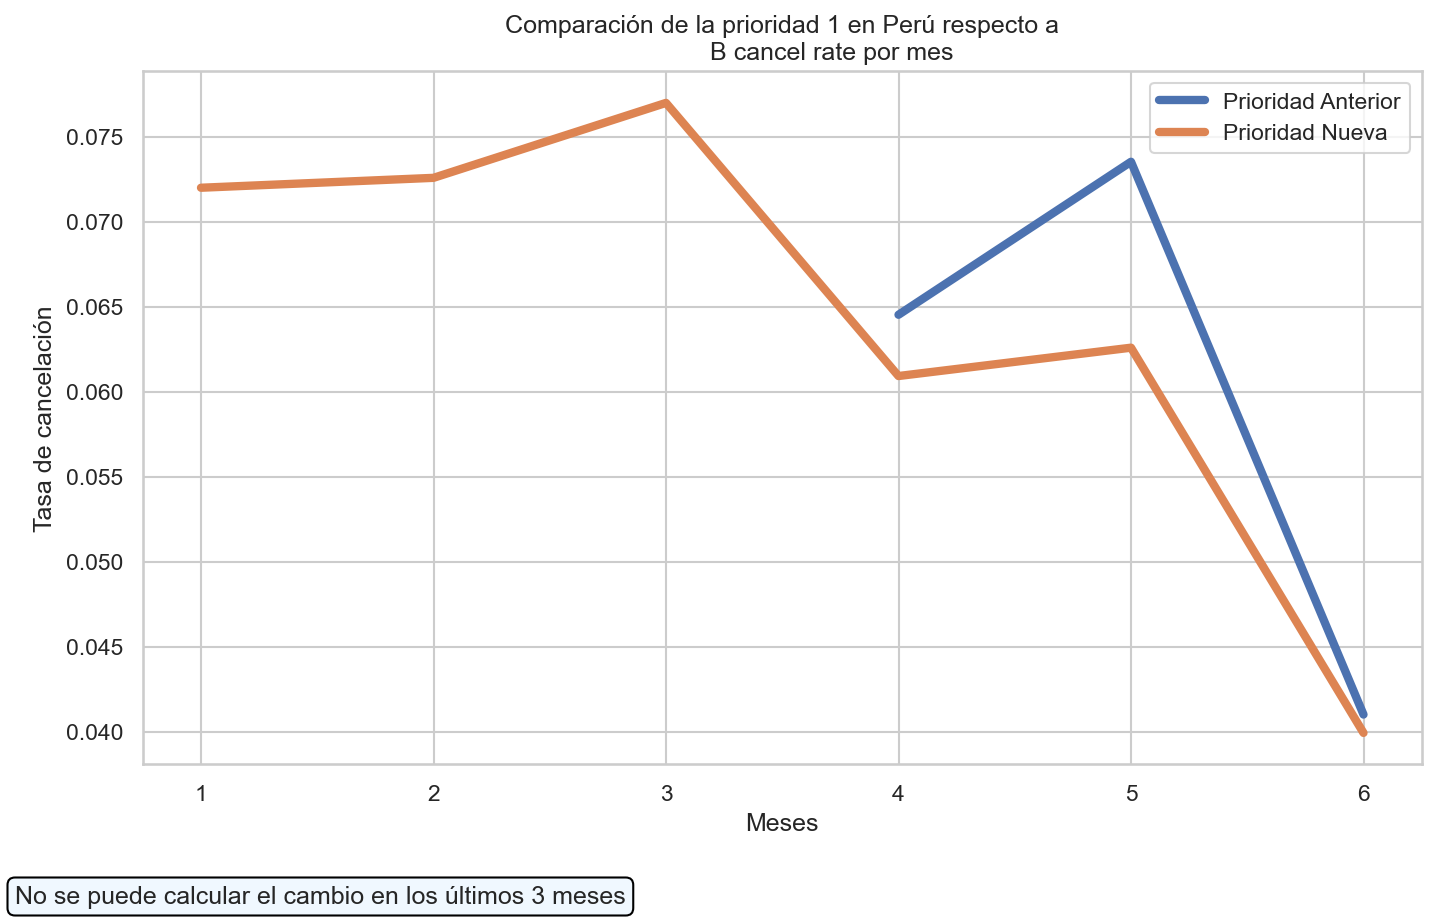 Comparación de la prioridad 1 en Perú respecto a
B cancel rate por mes
Prioridad Anterior
Prioridad Nueva
Tasa de cancelación
0.075
0.070
0.065
0.060
0.055
0.050
0.045
0.040
1 2 3 4 5 6
Meses
No se puede calcular el cambio en los últimos 3 meses